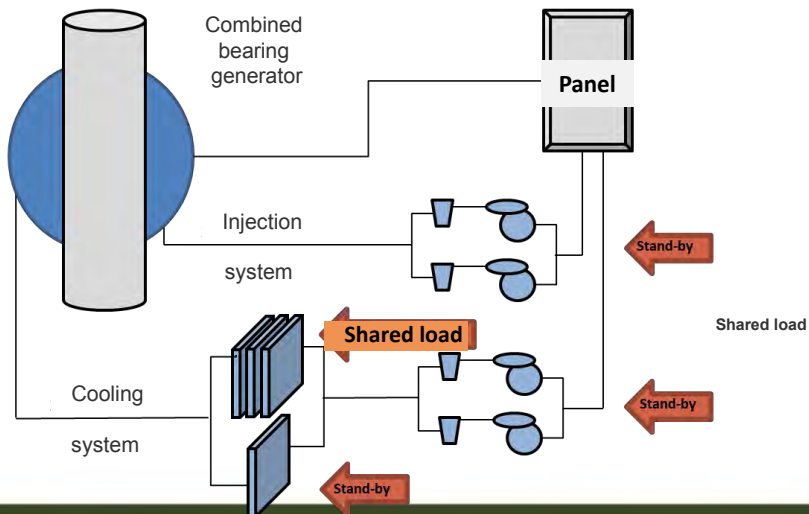 Combined
bearing
generator
Panel
Injection
system
Stand-by
Shared load
Shared load
Cooling
system
Stand-by
Stand-by